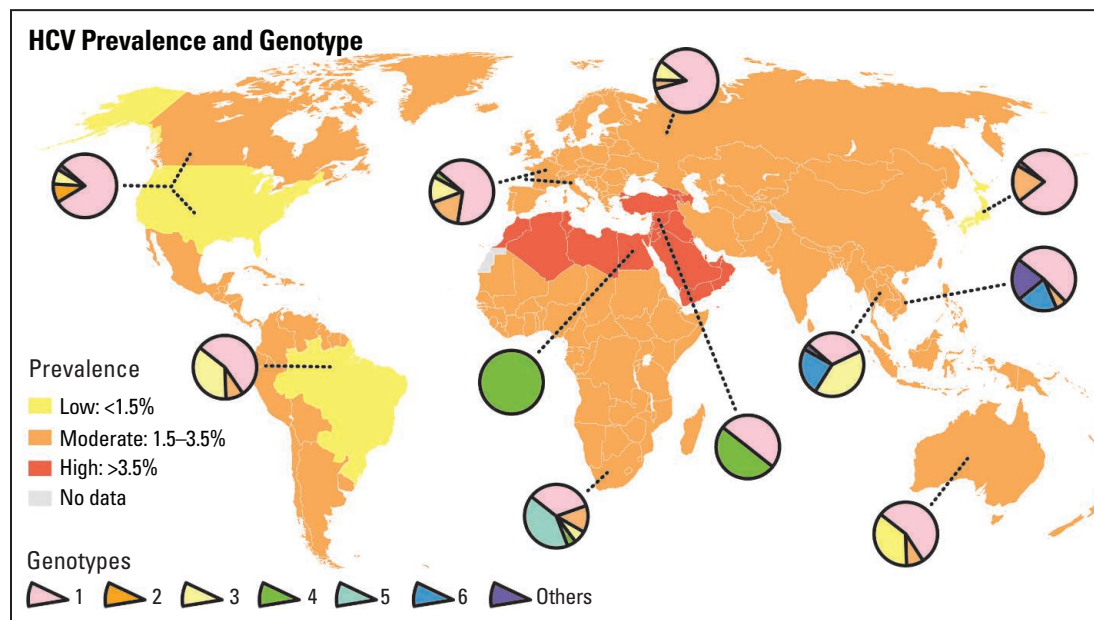 HCV Prevalence and Genotype
Prevalence
Low: <1.5%
Moderate: 1.5–3.5%
High: >3.5%
No data
Genotypes
1 2 3 4 5 6 Others